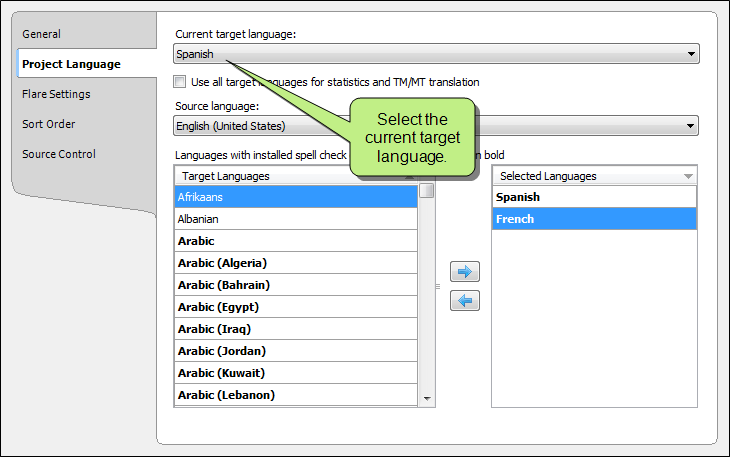 General
Project Language
Flare Settings
Sort Order
Source Control
Current target language:
Spanish
Use all target languages for statistics and TM/MT translation
Source language:
English (United States)
Select the
current target
language.
Languages with installed spell check n bold
Target Languages
Afrikaans
Albanian
Arabic
Arabic (Algeria)
Arabic (Bahrain)
Arabic (Egypt)
Arabic (Iraq)
Arabic (Jordan)
Arabic (Kuwait)
Arabic (Lebanon)
Selected Languages
Spanish
French